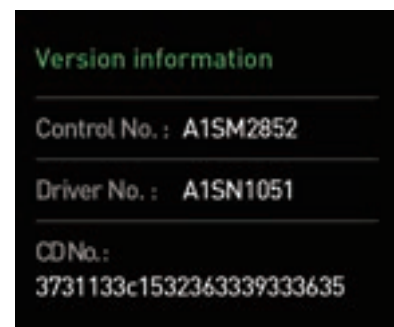 Version information
Control No. : A1SM2852
Driver No. : A1SN1051
CD No. :
3731133c1532363339333635